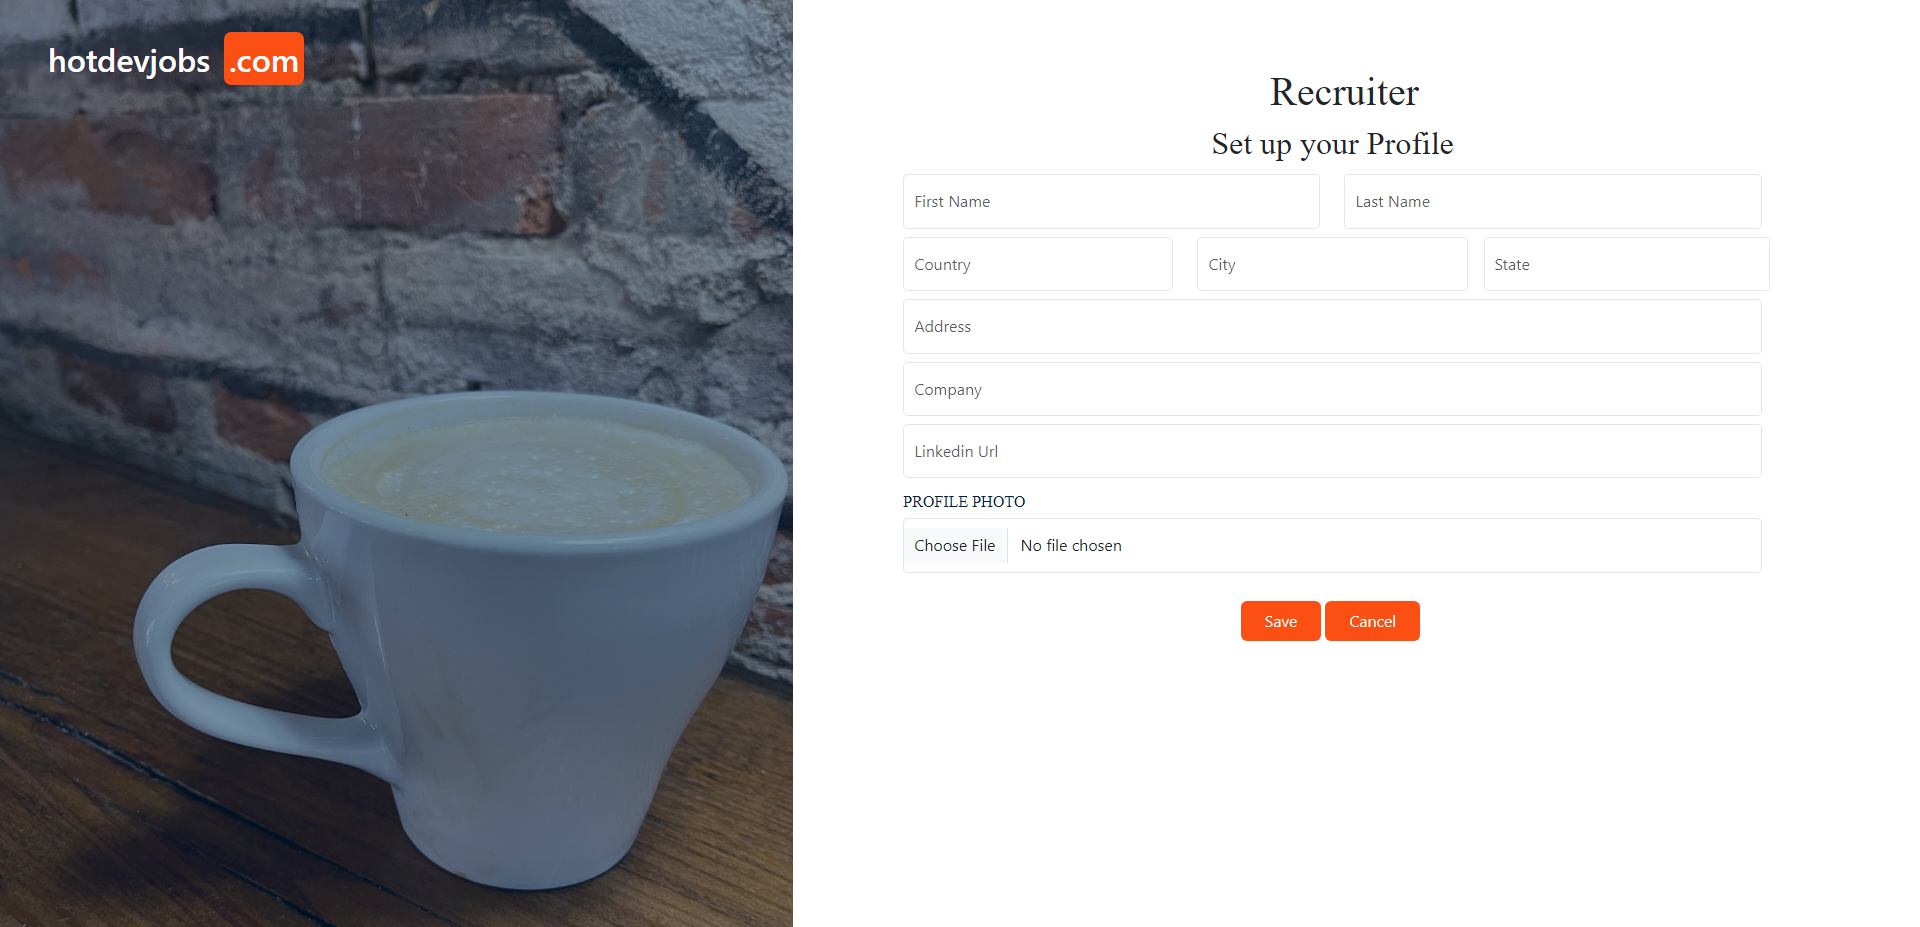 hotdevjobs .com
Recruiter
Set up your Profile
First Name
Last Name
Country
City
State
Address
Company
Linkedin Url
PROFILE PHOTO
Choose File No file chosen
Save Cancel